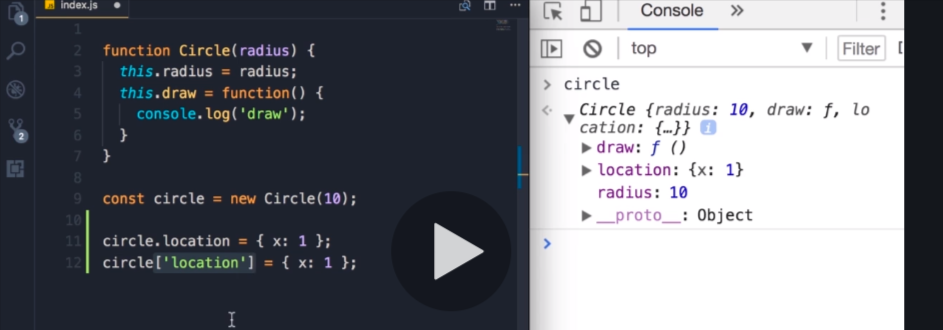 index.js
1
2 function Circle(radius) {
3 this.radius = radius;
4 this.draw = function() {
5 console.log('draw');
6 }
7 }
8
9 const circle = new Circle(10);
10
11 circle.location = { x: 1 };
12 circle['location'] = { x: 1 };
1
2
Console
top
Filter
circle
Circle {radius: 10, draw: ƒ, lo
cation: {…}}
draw: ƒ ()
location: {x: 1}
radius: 10
__proto__: Object